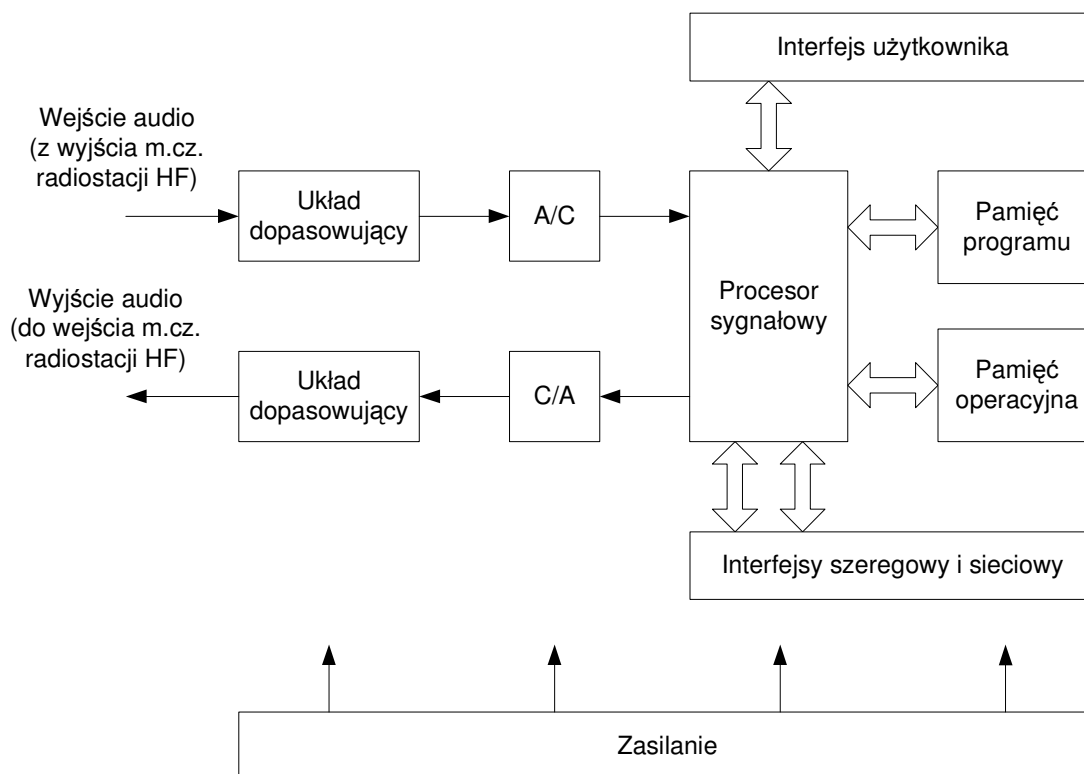 Interfejs użytkownika
Wejście audio
(z wyjścia m.cz.
radiostacji HF)
Układ
dopasowujący
A/C
Procesor
sygnałowy
Pamięć
programu
Wyjście audio
(do wejścia m.cz.
radiostacji HF)
Układ
dopasowujący
C/A
Pamięć
operacyjna
Interfejsy szeregowy i sieciowy
Zasilanie